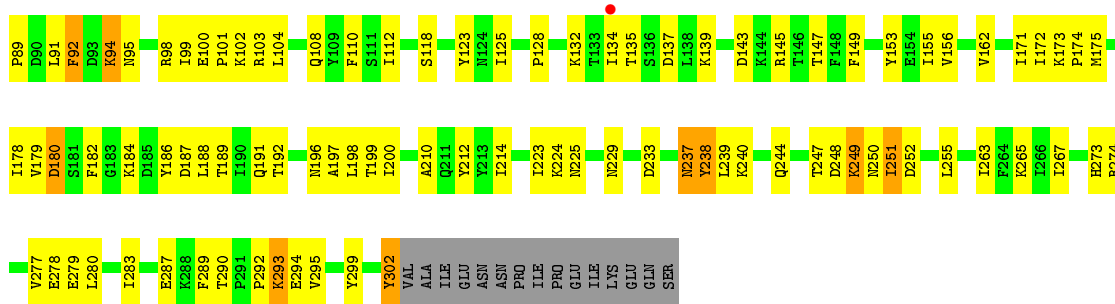 P89 D90 L91 F92 D93 K94 N95 R98 I99 E100 P101 K102 R103 L104 Q108 Y109 F110 S111 I112 S118 Y123 N124 I125 P128 K132 T133 I134 T135 S136 D137 L138 K139 D143 K144 R145 T146 T147 F148 F149 Y153 E154 I155 V156 V162 I171 I172 K173 P174 M175
I178 V179 D180 S181 F182 G183 K184 D185 Y186 D187 L188 T189 I190 Q191 T192 N196 A197 L198 T199 I200 A210 Q211 Y212 Y213 I214 I223 K224 N225 N229 D233 N237 Y238 L239 K240 Q244 T247 D248 K249 N250 I251 D252 L255 I263 F264 K265 I266 I267 H273
V277 E278 E279 L280 I283 E287 K288 F289 T290 P291 P292 K293 E294 V295 Y299 Y302 VAL ALA ILE GLU ASN ASN PRO ILE PRO GLU ILE LYS GLU GLN SER